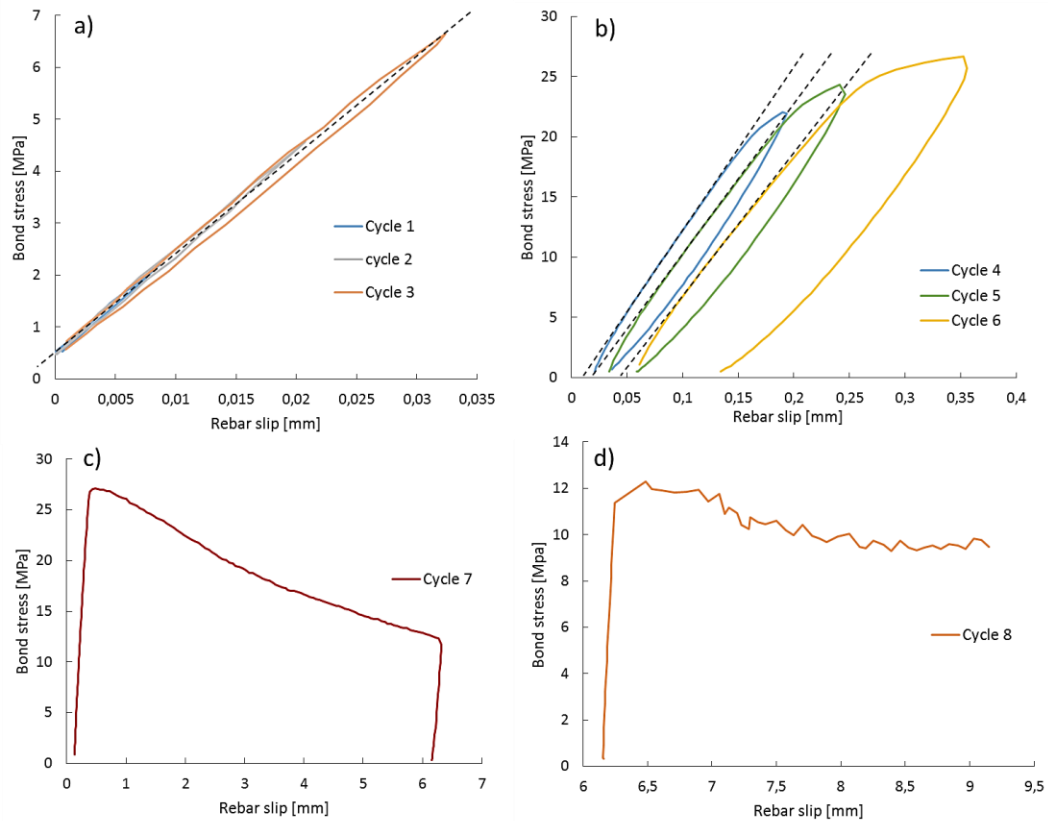 a)
Bond stress [MPa]
7
6
5
4
3
2
1
0
Cycle 1
cycle 2
Cycle 3
0 0,005 0,01 0,015 0,02 0,025 0,03 0,035
Rebar slip [mm]
b)
Bond stress [MPa]
30
25
20
15
10
5
0
Cycle 4
Cycle 5
Cycle 6
0 0,05 0,1 0,15 0,2 0,25 0,3 0,35 0,4
Rebar slip [mm]
c)
Bond stress [MPa]
30
25
20
15
10
5
0
Cycle 7
0 1 2 3 4 5 6 7
Rebar slip [mm]
d)
Bond stress [Mpa]
14
12
10
8
6
4
2
0
Cycle 8
6 6,5 7 7,5 8 8,5 9 9,5
Rebar slip [mm]